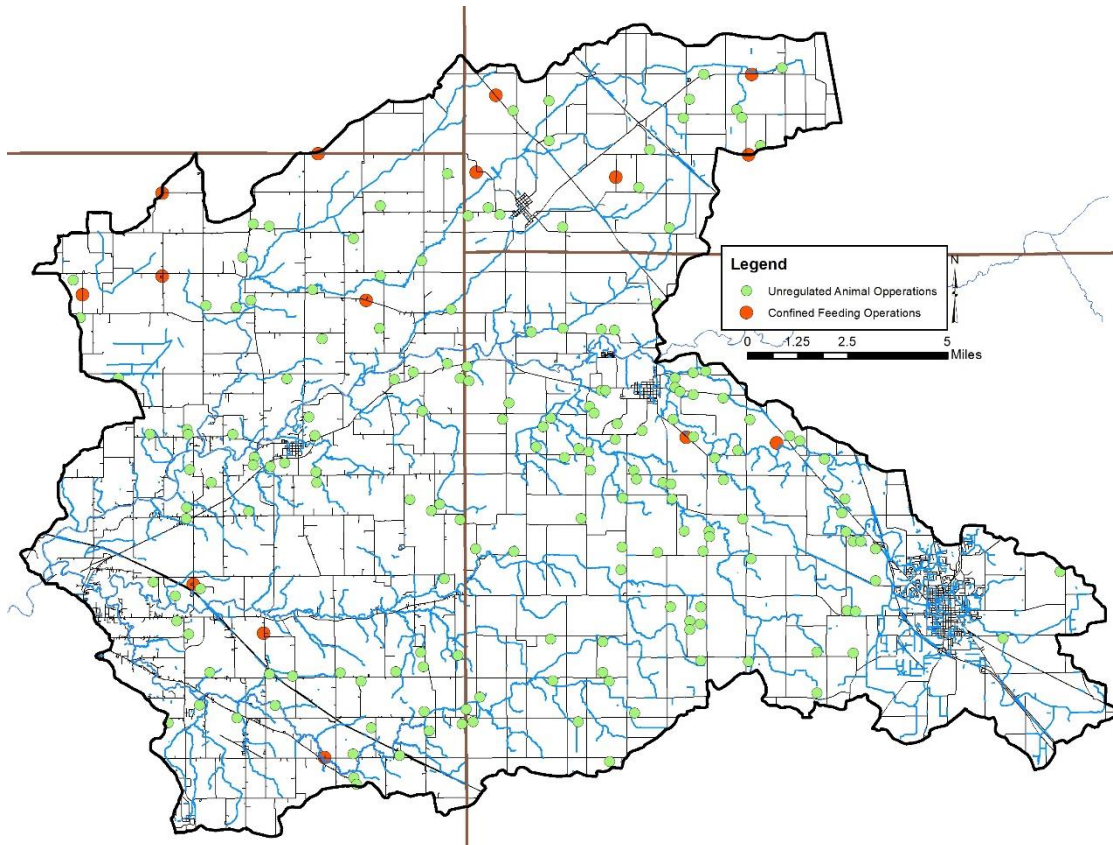 Legend
Unregulated Animal Opperations
Confined Feeding Operations
N
0 1.25 2.5 5
Miles